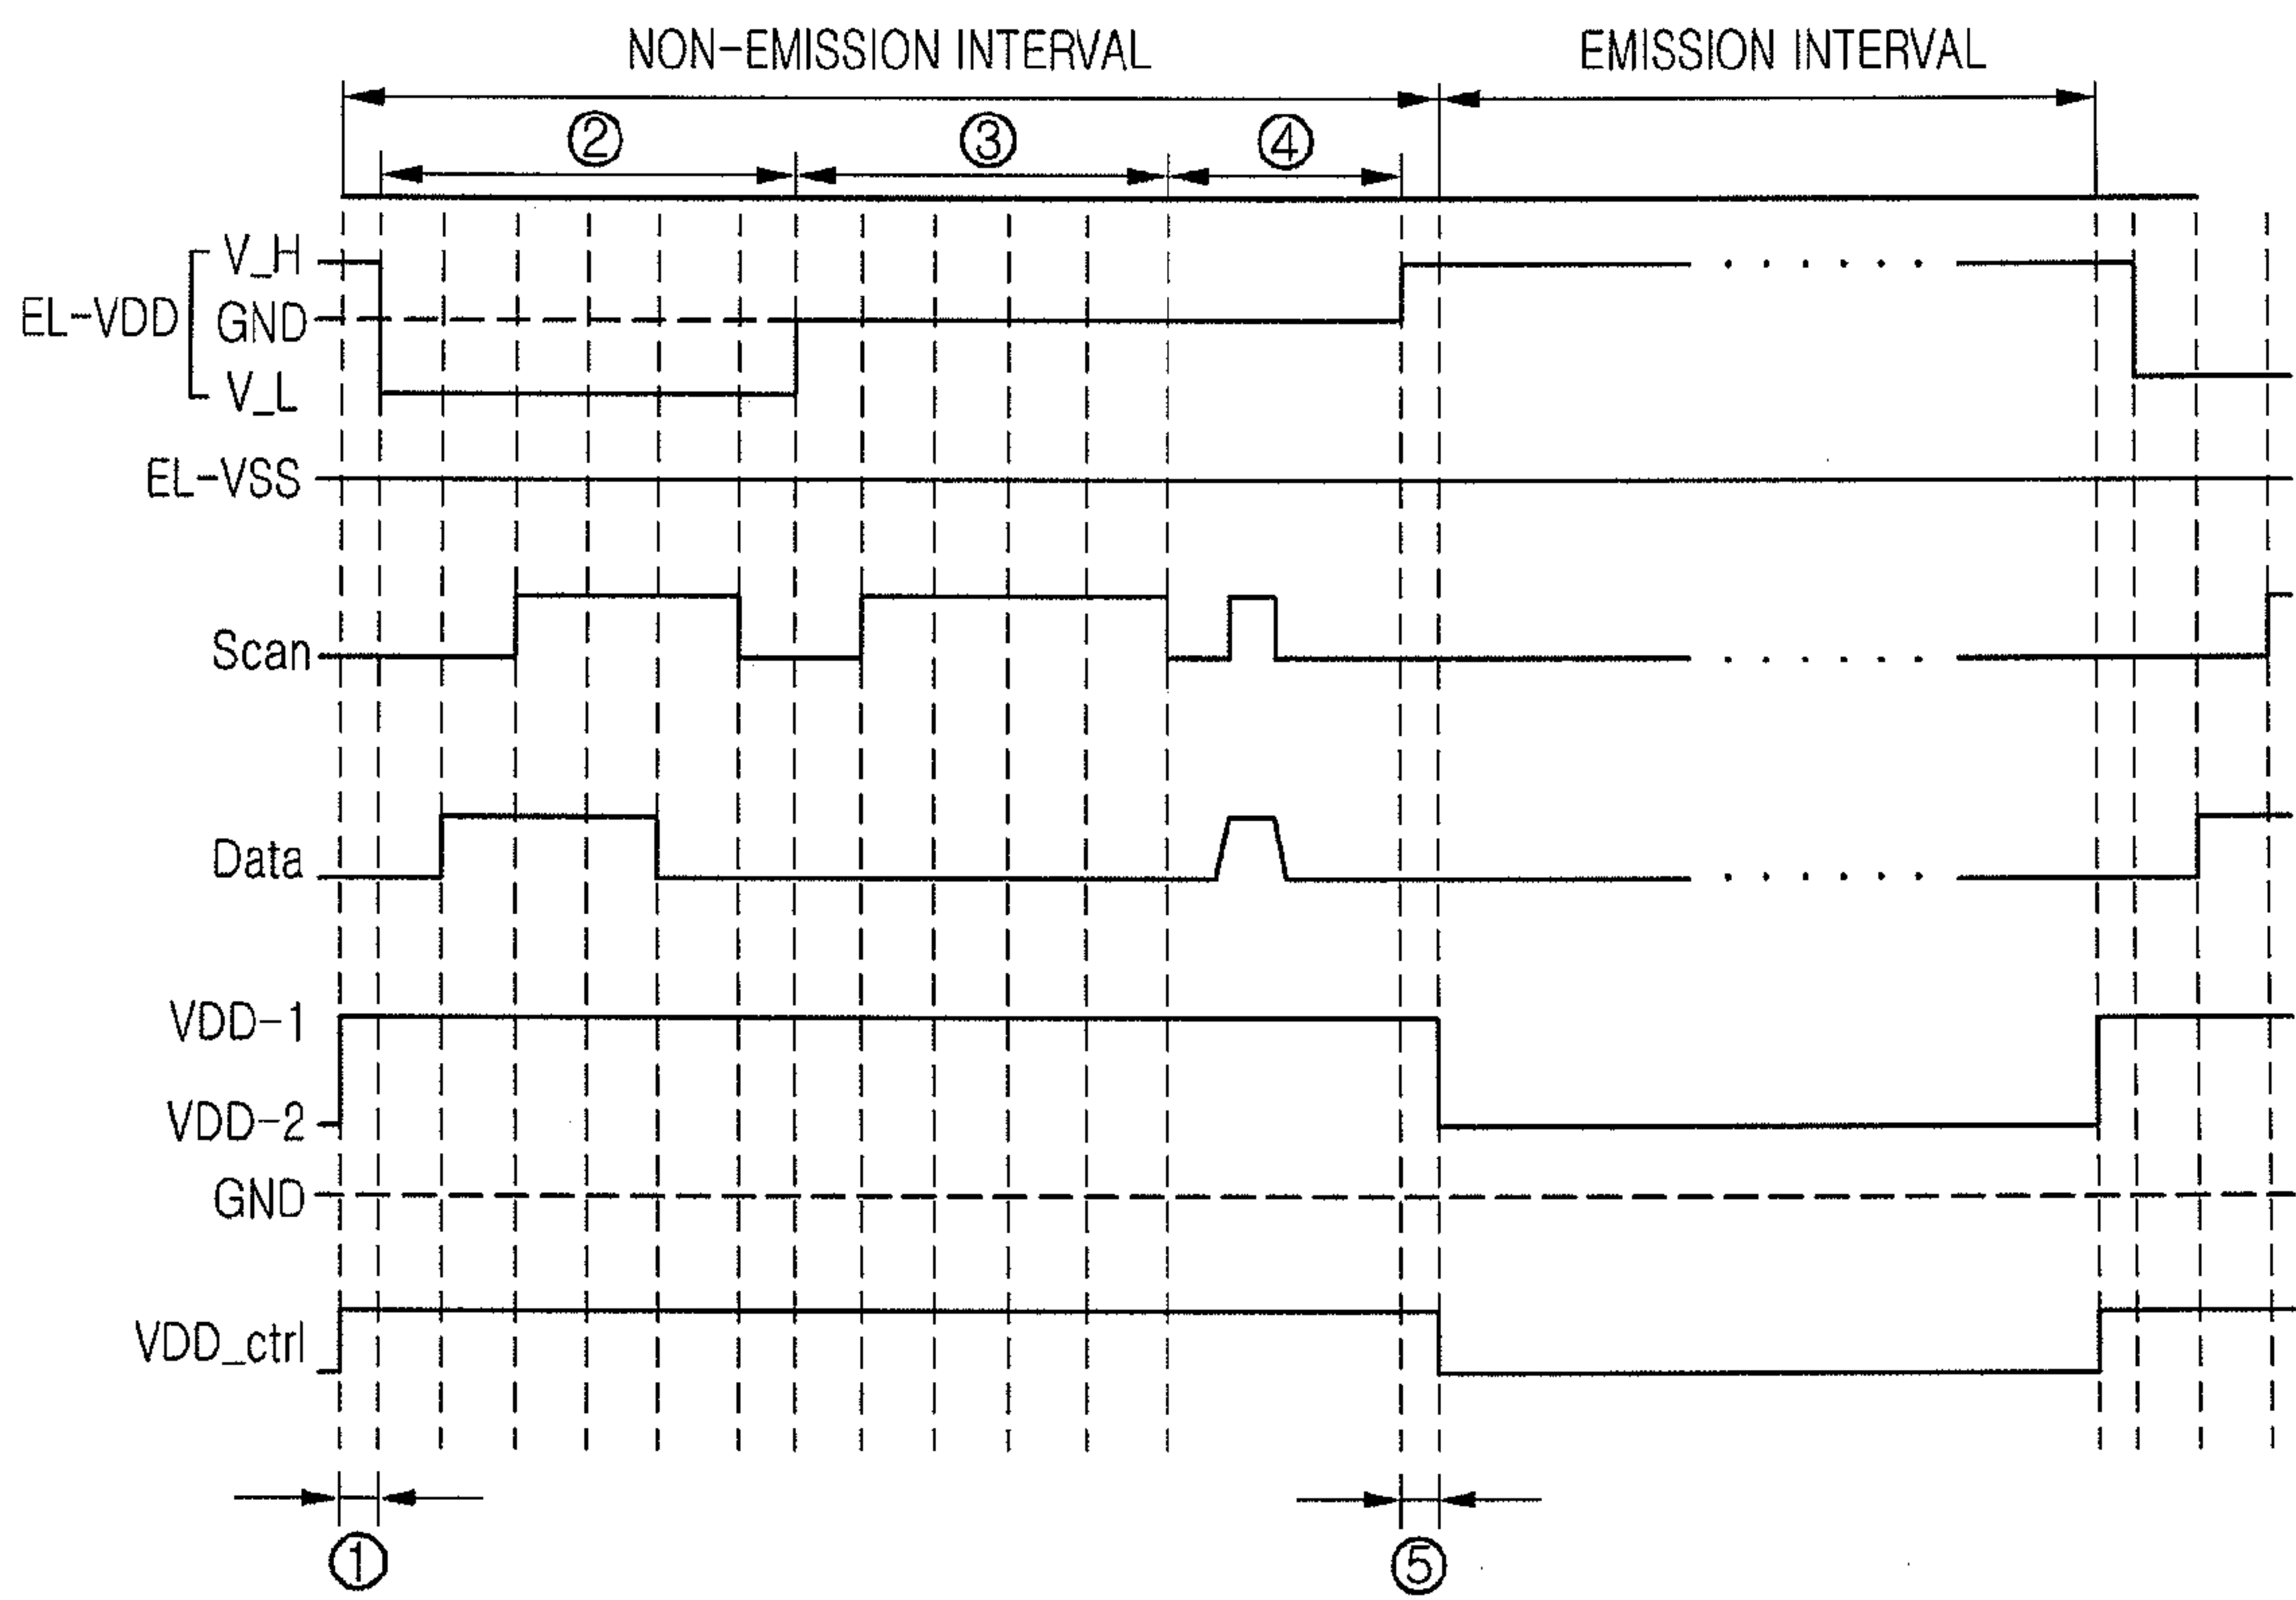 NON-EMISSION INTERVAL EMISSION INTERVAL
② ③ ④
V_H
EL-VDD GND
V_L
EL-VSS
Scan
Data
VDD-1
VDD-2
GND
VDD_ctrl
① ⑤